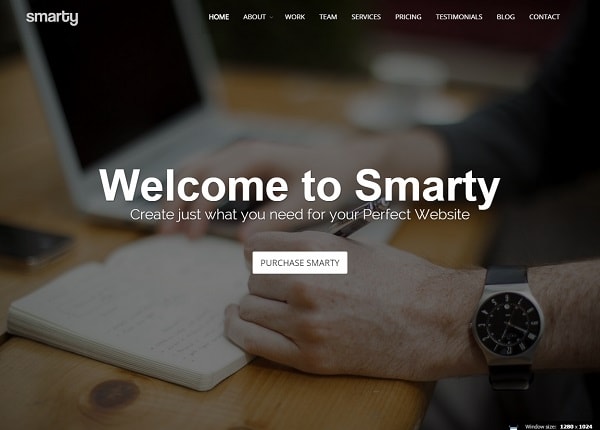 smarty
HOME ABOUT WORK TEAM SERVICES PRICING TESTIMONIALS BLOG CONTACT
Welcome to Smarty
Create just what you need for your Perfect Website
PURCHASE SMARTY
Window size: 1280 x 1024